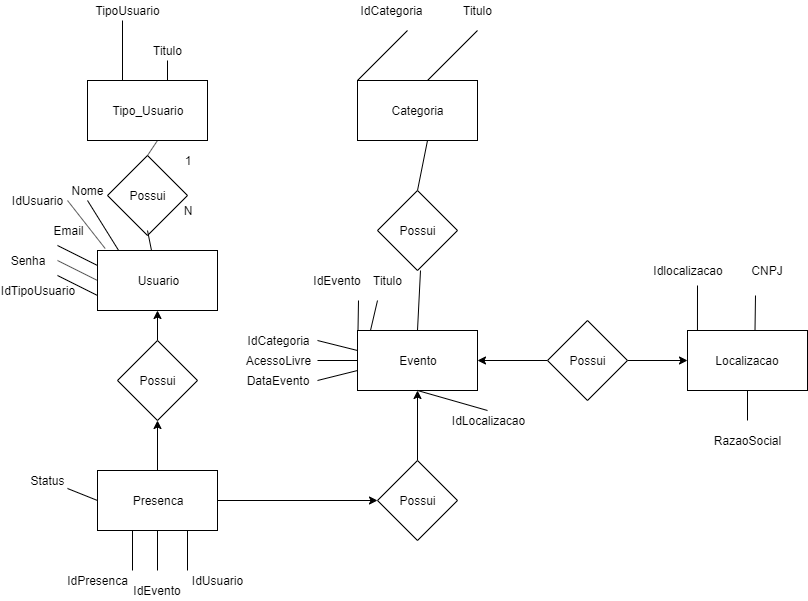 TipoUsuario
IdCategoria
Titulo
Titulo
Tipo_Usuario
Categoria
1
Possui
Nome
IdUsuario
N
Email
Possui
Senha
Usuario
IdTipoUsuario
IdEvento
Titulo
Idlocalizacao
CNPJ
IdCategoria
AcessoLivre
Evento
Possui
Localizacao
DataEvento
Possui
IdLocalizacao
RazaoSocial
Status
Presenca
Possui
IdPresenca
IdEvento
IdUsuario